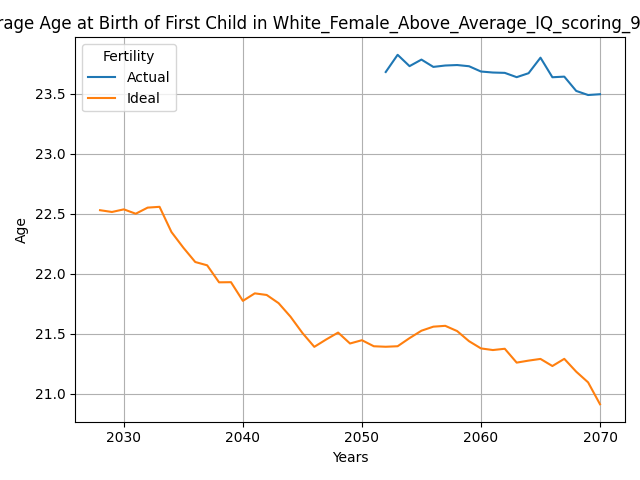 rage Age at Birth of First Child in White_Female_Above_Average_IQ_scoring_9
Fertility
Actual
Ideal
23.5
23.0
22.5
22.0
21.5
21.0
Age
2030 2040 2050 2060 2070
Years